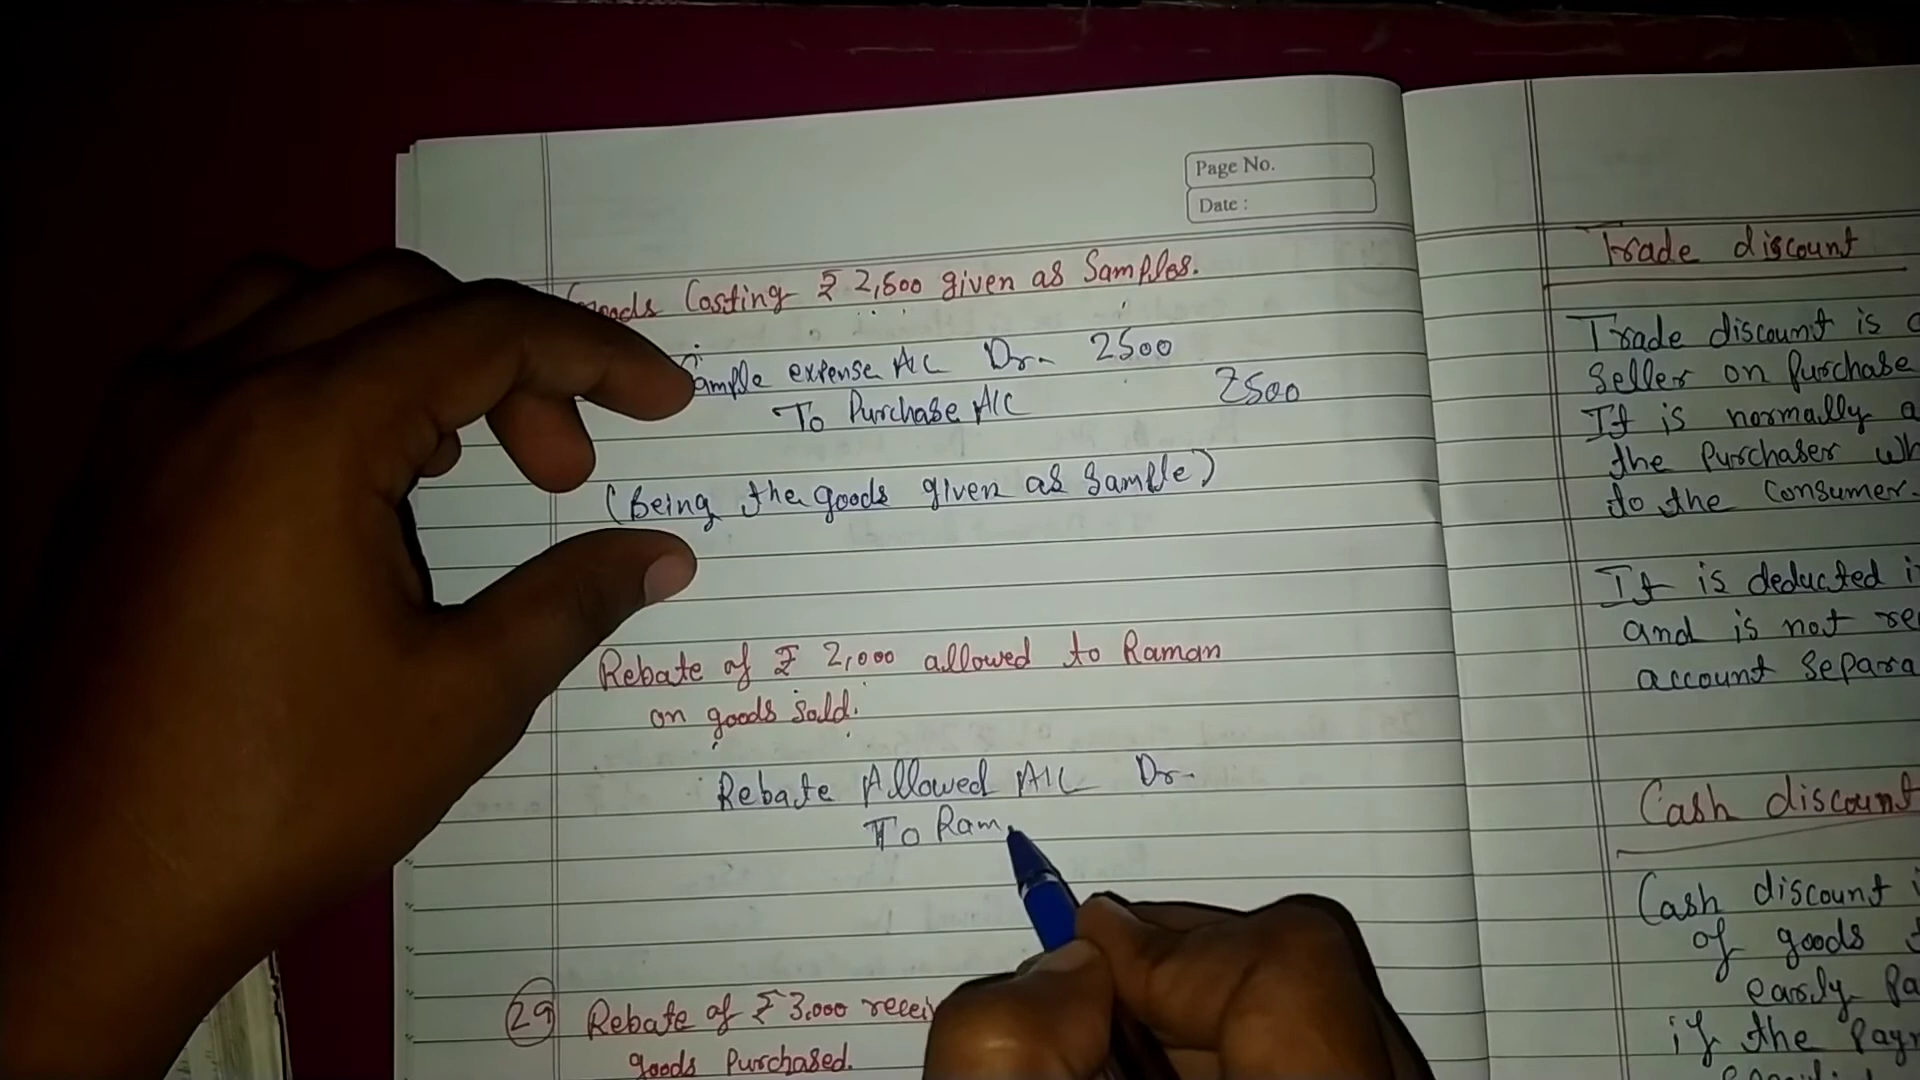 Page No.
Date :
Goods Costing ₹ 2,500 given as Samples.
Sample expense A/C Dr. 2500
To Purchase A/C 2500
(Being the goods given as Sample)
Rebate of ₹ 2,000 allowed to Raman
on goods sold.
Rebate Allowed A/C Dr.
To Ram
29 Rebate of ₹ 3,000
goods Purchased.
Trade discount
Trade discount is
Seller on Purchase
It is normally
the Purchaser
to the Consumer.
It is deducted
and is not
account
Cash discount
Cash discount
of goods
early
if the